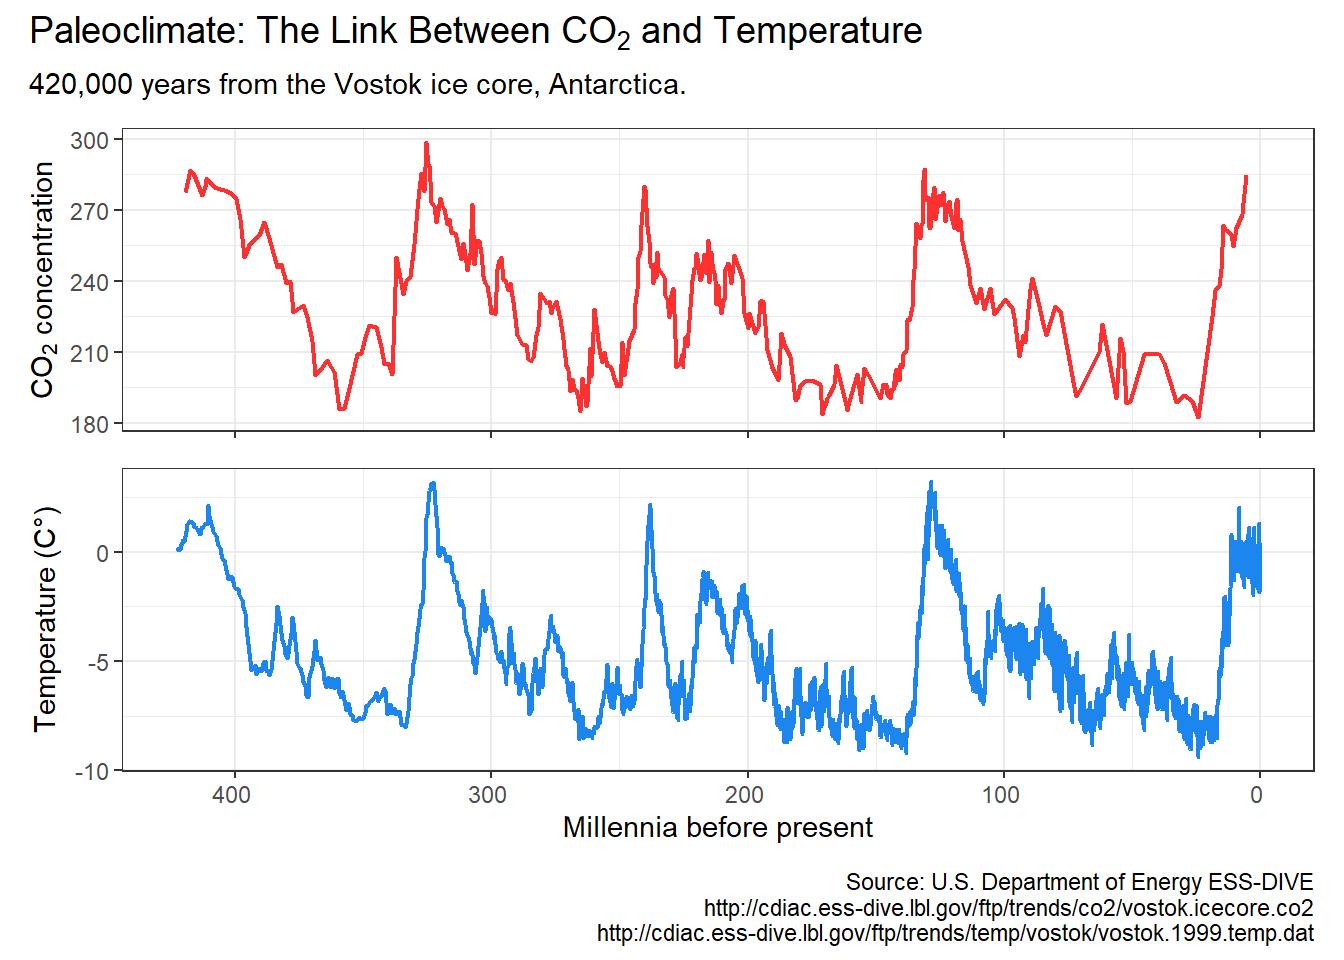 Paleoclimate: The Link Between CO₂ and Temperature
420,000 years from the Vostok ice core, Antarctica.
CO₂ concentration
300
270
240
210
180
Temperature (C°)
0
-5
-10
400 300 200 100 0
Millennia before present
Source: U.S. Department of Energy ESS-DIVE
http://cdiac.ess-dive.lbl.gov/ftp/trends/co2/vostok.icecore.co2
http://cdiac.ess-dive.lbl.gov/ftp/trends/temp/vostok/vostok.1999.temp.dat